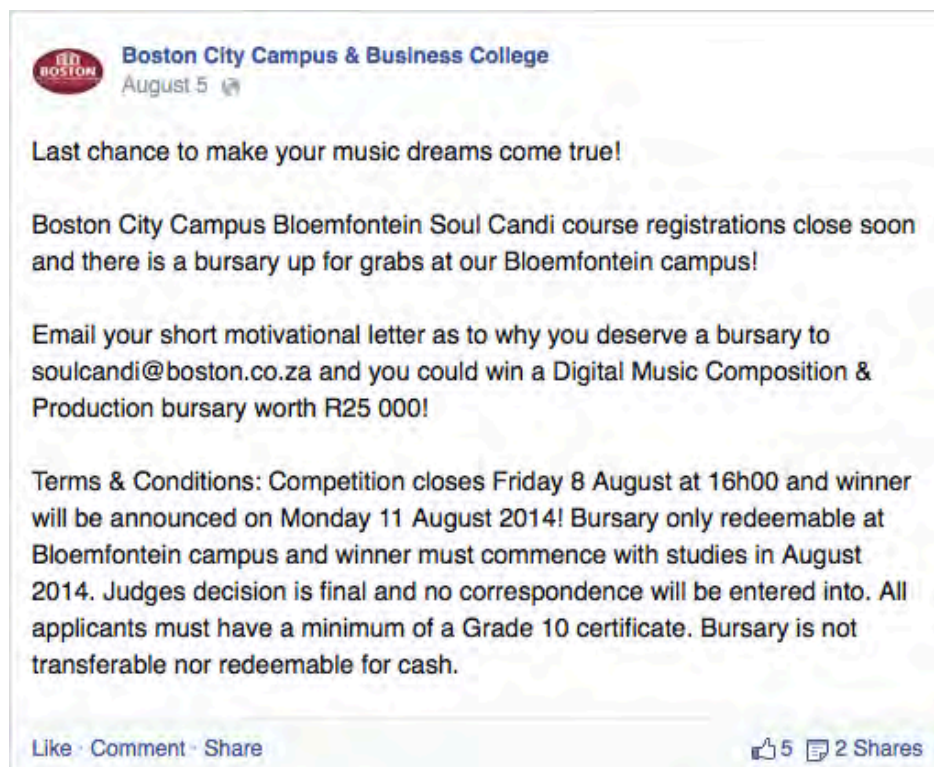 BOSTON
Boston City Campus & Business College
August 5
Last chance to make your music dreams come true!
Boston City Campus Bloemfontein Soul Candi course registrations close soon
and there is a bursary up for grabs at our Bloemfontein campus!
Email your short motivational letter as to why you deserve a bursary to
soulcandi@boston.co.za and you could win a Digital Music Composition &
Production bursary worth R25 000!
Terms & Conditions: Competition closes Friday 8 August at 16h00 and winner
will be announced on Monday 11 August 2014! Bursary only redeemable at
Bloemfontein campus and winner must commence with studies in August
2014. Judges decision is final and no correspondence will be entered into. All
applicants must have a minimum of a Grade 10 certificate. Bursary is not
transferable nor redeemable for cash.
Like · Comment · Share 5 2 Shares